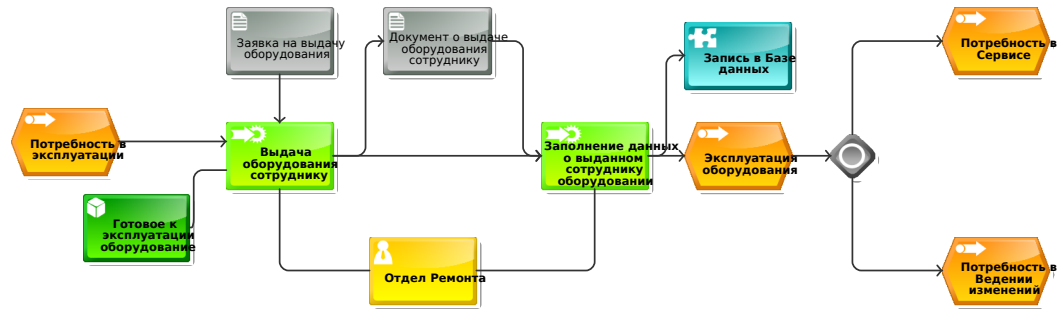 Заявка на выдачу
оборудования
Документ о выдаче
оборудования
сотруднику
Запись в Базе
данных
Потребность в
Сервисе
Потребность в
эксплуатации
Выдача
оборудования
сотруднику
Заполнение данных
о выданном
сотруднику
оборудовании
Эксплуатация
оборудования
Готовое к
эксплуатации
оборудование
Отдел Ремонта
Потребность в
Ведении
изменений